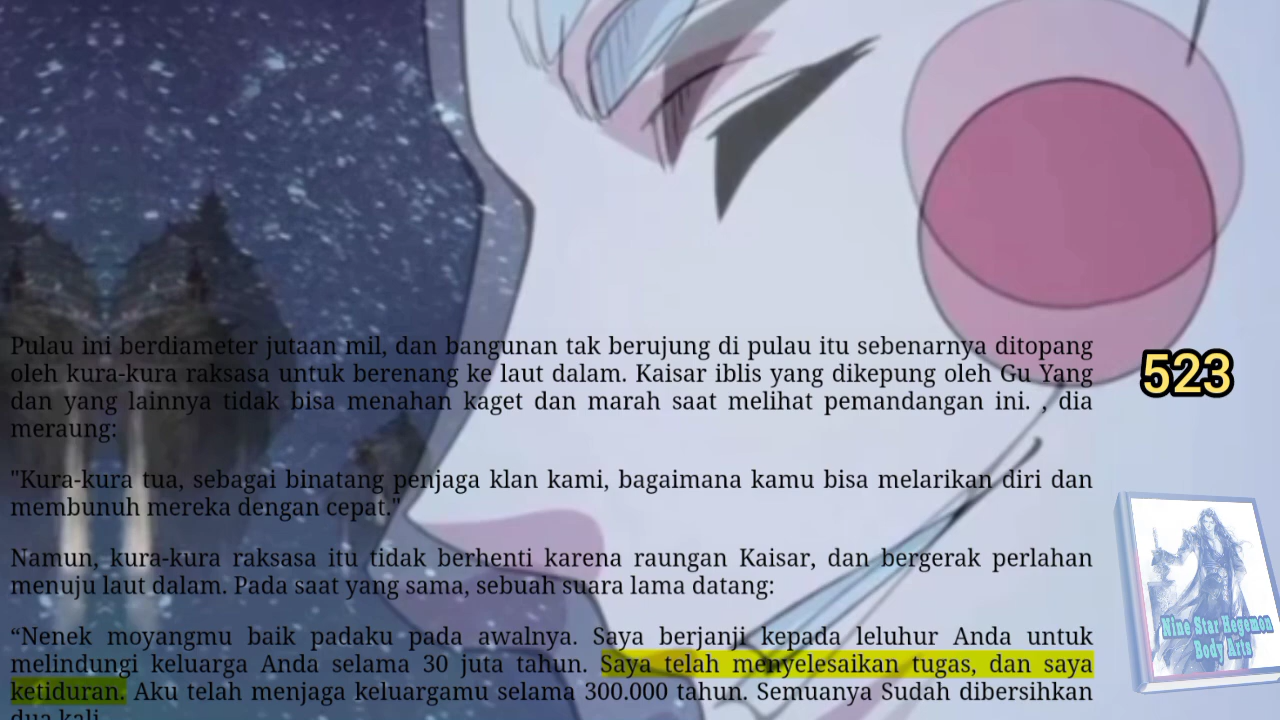 Pulau ini berdiameter jutaan mil, dan bangunan tak berujung di pulau itu sebenarnya ditopang
oleh kura-kura raksasa untuk berenang ke laut dalam. Kaisar iblis yang dikepung oleh Gu Yang
dan yang lainnya tidak bisa menahan kaget dan marah saat melihat pemandangan ini. , dia
meraung:
523
"Kura-kura tua, sebagai binatang penjaga klan kami, bagaimana kamu bisa melarikan diri dan
membunuh mereka dengan cepat."
Namun, kura-kura raksasa itu tidak berhenti karena raungan Kaisar, dan bergerak perlahan
menuju laut dalam. Pada saat yang sama, sebuah suara lama datang:
“Nenek moyangmu baik padaku pada awalnya. Saya berjanji kepada leluhur Anda untuk
melindungi keluarga Anda selama 30 juta tahun. Saya telah menyelesaikan tugas, dan saya
ketiduran. Aku telah menjaga keluargamu selama 300.000 tahun. Semuanya Sudah dibersihkan
dua kali
Nine Star Hegemon
Body Arts